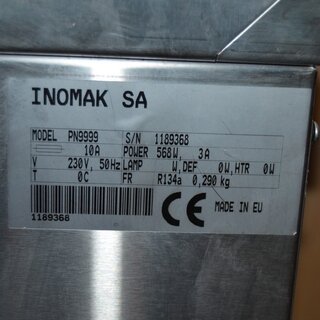 INOMAK SA
MODEL PN9999 S/N 1189368
10A POWER 568W, 3A
V 230V, 50Hz LAMP W,DEF 0W,HTR 0W
T 0C FR R134a 0,290 kg
1189368
CE MADE IN EU